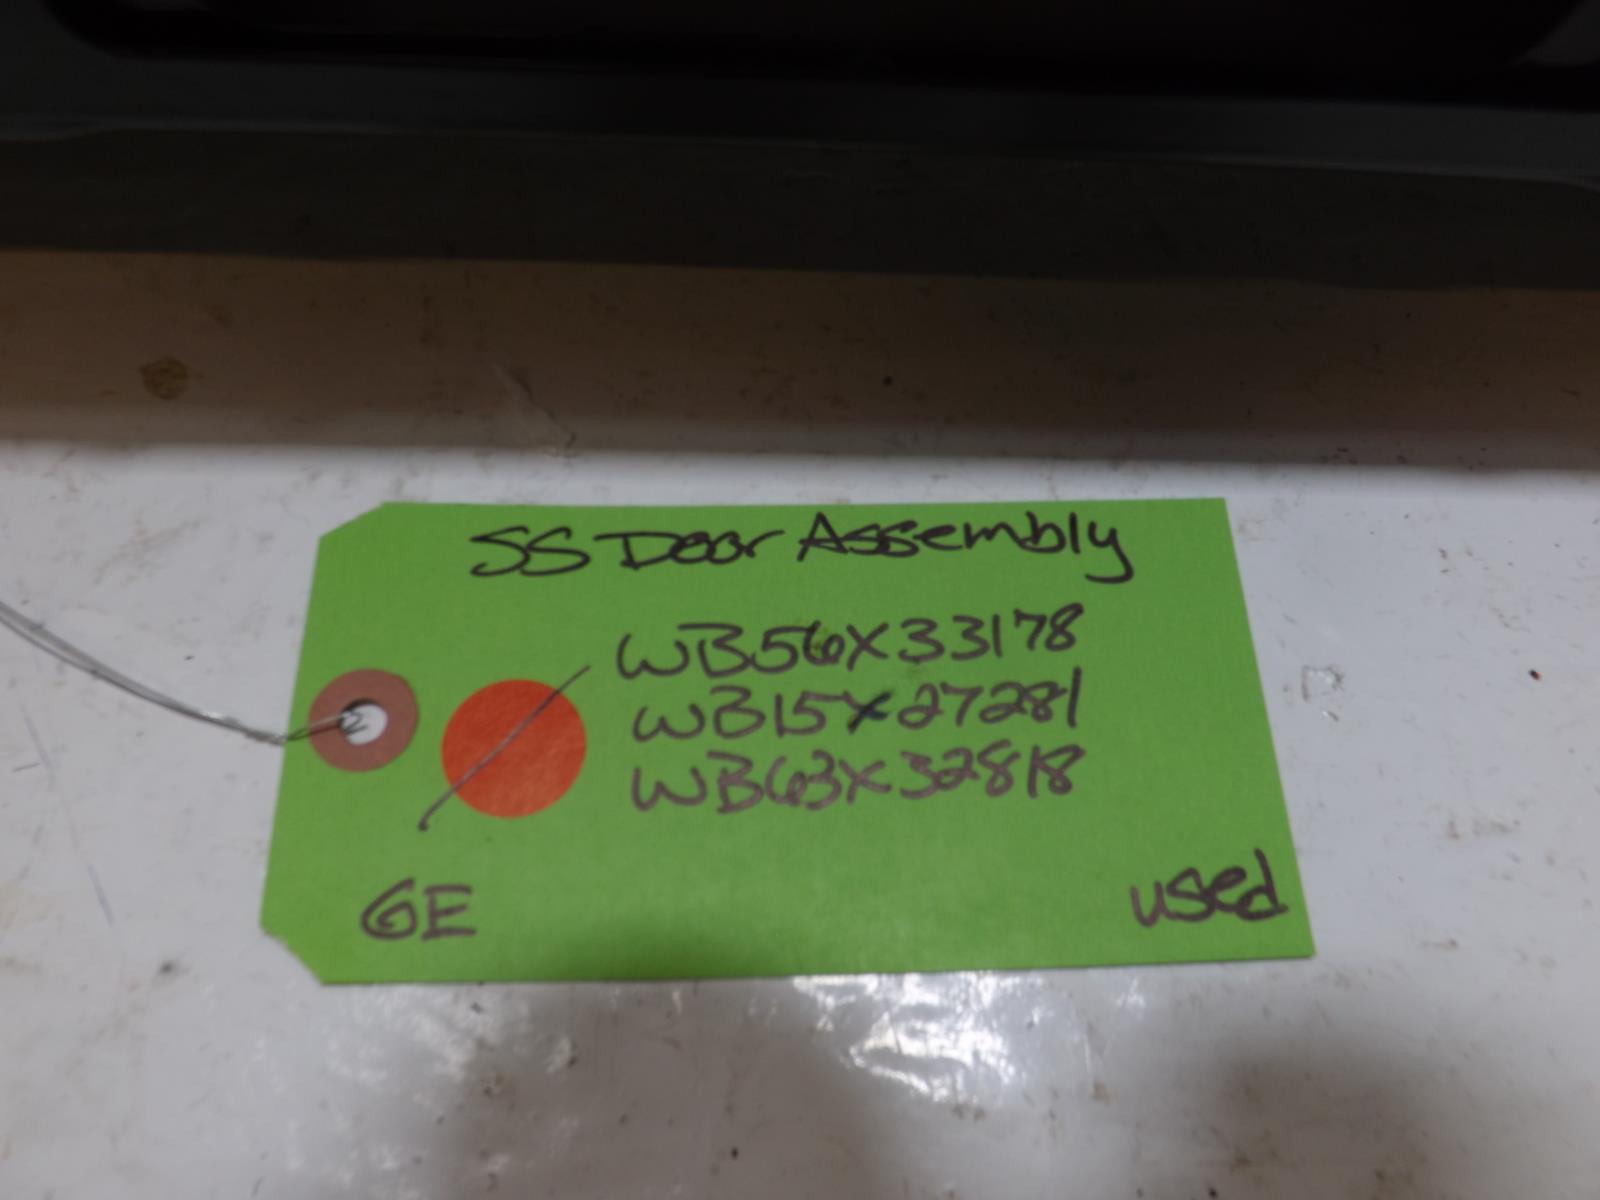 SS Door Assembly
WB56X33178
WB15X27281
WB63X32818
GE
used